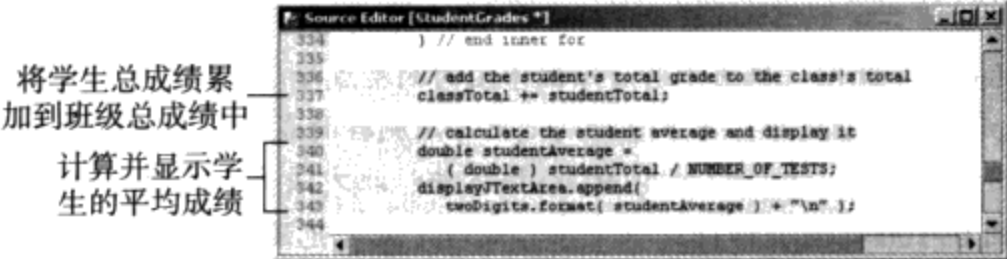 Source Editor [StudentGrades *]
334 } // end inner for
335
336 // add the student's total grade to the class's total
337 classTotal += studentTotal;
338
339 // calculate the student average and display it
340 double studentAverage =
341 ( double ) studentTotal / NUMBER_OF_TESTS;
342 displayJTextArea.append(
343 twoDigits.format( studentAverage ) + "\n" );
344
将学生总成绩累
加到班级总成绩中
计算并显示学
生的平均成绩